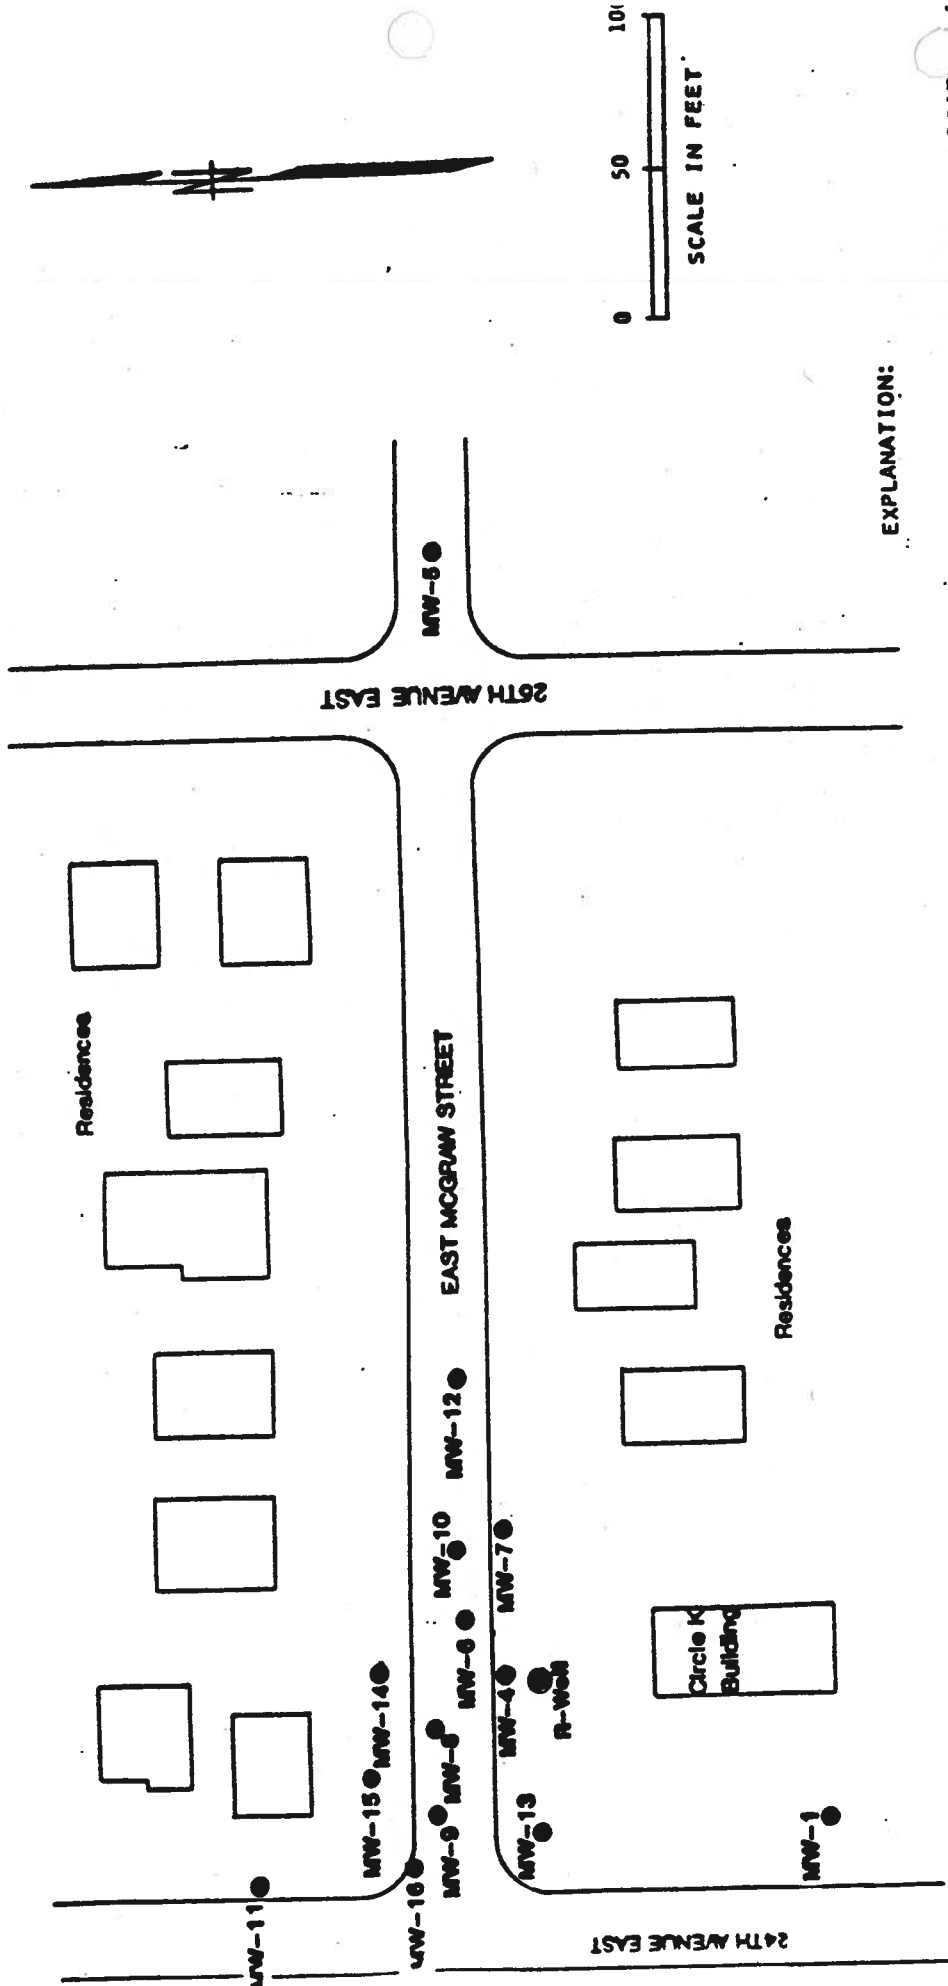 Residences
MW-11
MW-15
MW-14
MW-16
MW-9
MW-8
MW-6
MW-10
MW-12
EAST MCGRAW STREET
MW-5
26TH AVENUE EAST
MW-13
MW-4
R-Well
MW-7
24TH AVENUE EAST
MW-1
Circle K
Building
Residences
0
50
SCALE IN FEET
EXPLANATION: